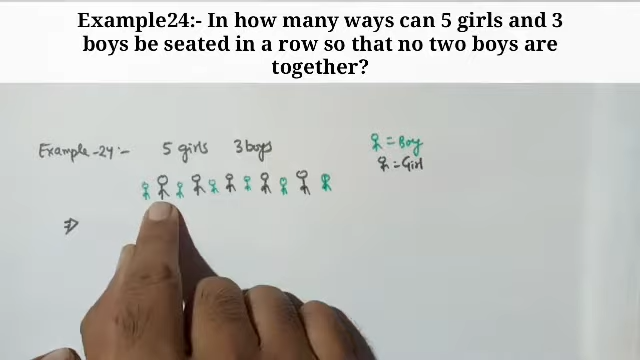 Example24:- In how many ways can 5 girls and 3
boys be seated in a row so that no two boys are
together?
Example-24:- 5 girls 3 boys
= Boy
= Girl
⇒